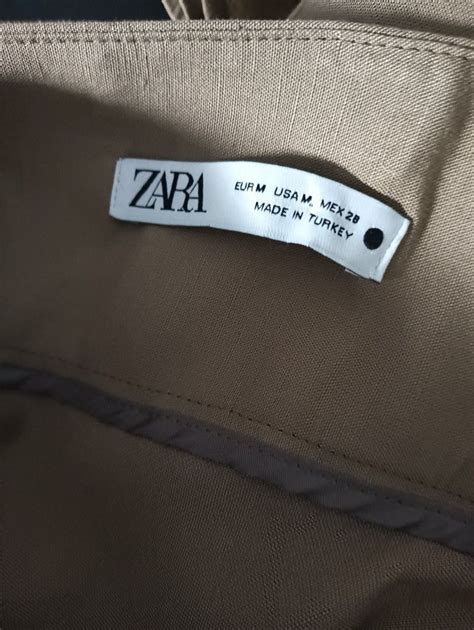 ZARA
EUR M USA M, MEX 28
MADE IN TURKEY